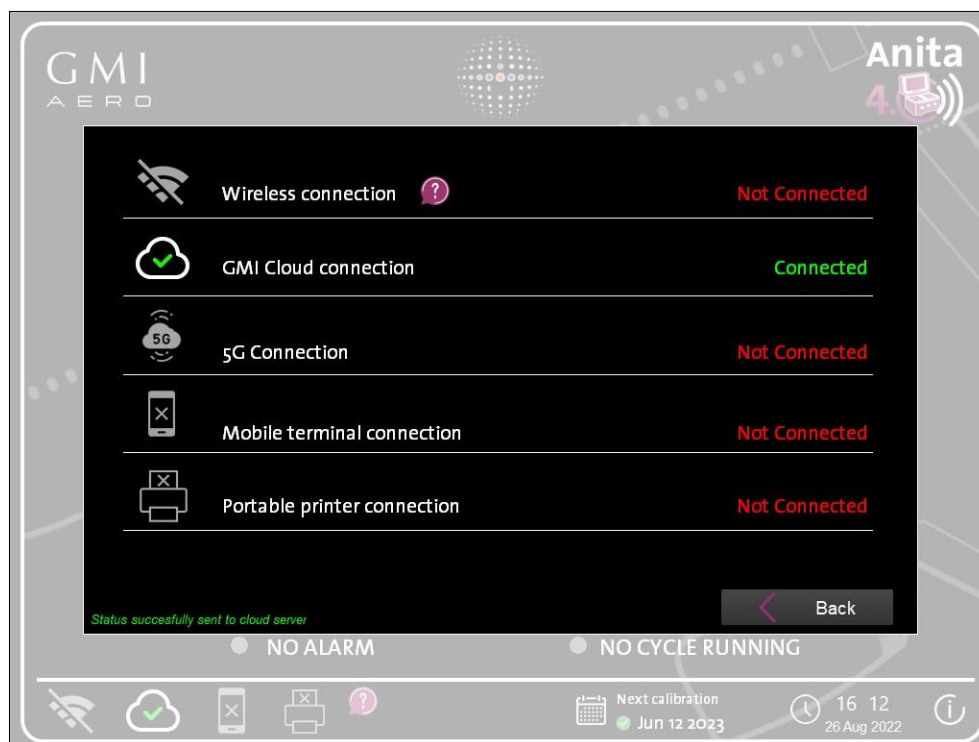 GMI
AERO
Anita
4.
Wireless connection ? Not Connected
GMI Cloud connection Connected
5G
5G Connection Not Connected
Mobile terminal connection Not Connected
Portable printer connection Not Connected
Back
Status succesfully sent to cloud server
NO ALARM NO CYCLE RUNNING
? Next calibration 16 12
Jun 12 2023 26 Aug 2022 i